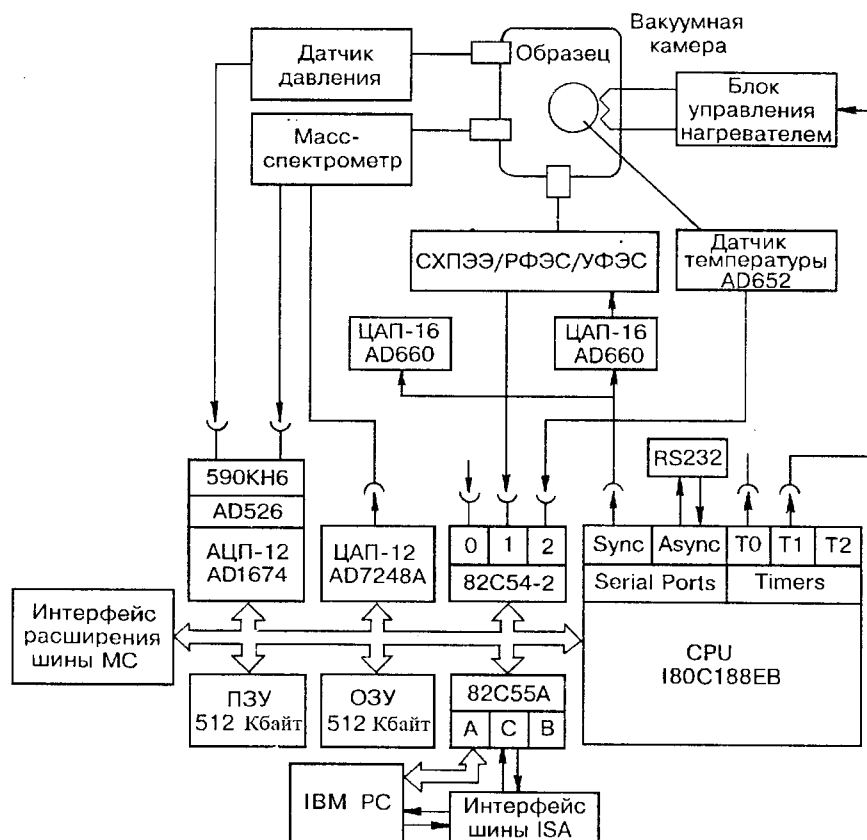 Вакуумная
камера
Датчик
давления
Образец
Блок
управления
нагревателем
Масс-
спектрометр
СХПЭЭ/РФЭС/УФЭС
Датчик
температуры
AD652
ЦАП-16
AD660
ЦАП-16
AD660
590КН6
AD526
АЦП-12
AD1674
ЦАП-12
AD7248A
0 1 2
82C54-2
RS232
Sync Async T0 T1 T2
Serial Ports Timers
CPU
I80C188EB
Интерфейс
расширения
шины МС
ПЗУ
512 Кбайт
ОЗУ
512 Кбайт
82C55A
A C B
IBM PC
Интерфейс
шины ISA